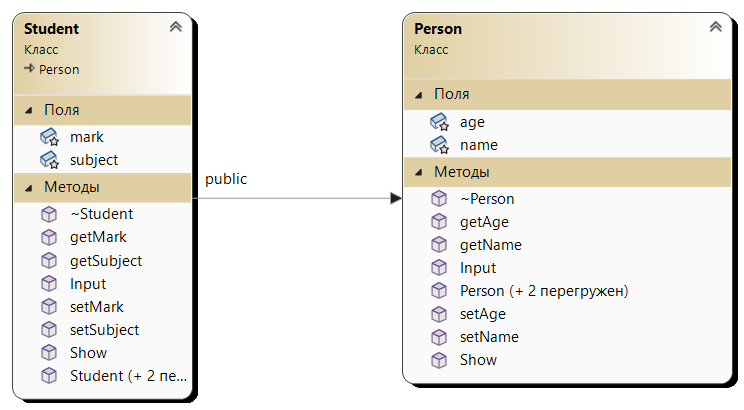 Student
Класс
Person
Поля
mark
subject
Методы
~Student
getMark
getSubject
Input
setMark
setSubject
Show
Student (+ 2 пе...
public
Person
Класс
Поля
age
name
Методы
~Person
getAge
getName
Input
Person (+ 2 перегружен)
setAge
setName
Show